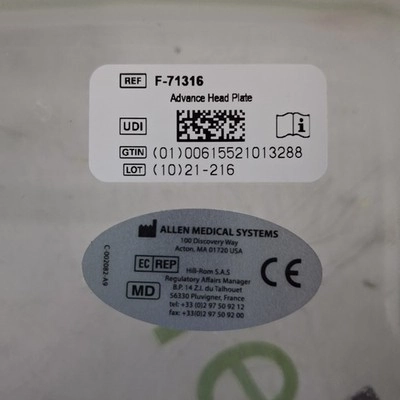 REF F-71316
Advance Head Plate
UDI
GTIN (01)00615521013288
LOT (10)21-216
ALLEN MEDICAL SYSTEMS
100 Discovery Way
Acton, MA 01720 USA
EC REP
Hill-Rom S.A.S
Regulatory Affairs Manager
B.P. 14 Z.I. du Talhouet
56330 Pluvigner, France
tel: +33 (0)2 97 50 92 12
fax: +33(0)2 97 50 92 00
MD
CE
C-002082-A9
e